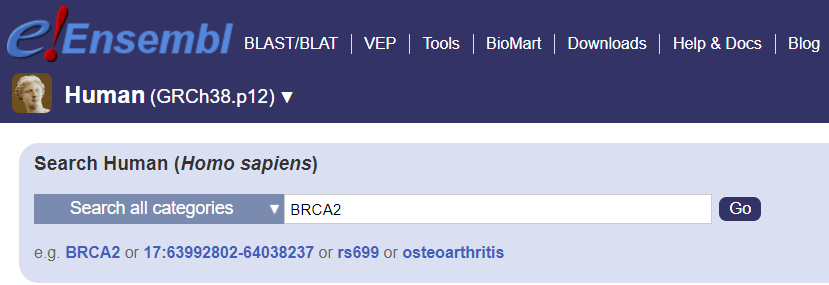 e!Ensembl BLAST/BLAT VEP Tools BioMart Downloads Help & Docs Blog
Human (GRCh38.p12) ▼
Search Human (Homo sapiens)
Search all categories ▼ BRCA2 Go
e.g. BRCA2 or 17:63992802-64038237 or rs699 or osteoarthritis